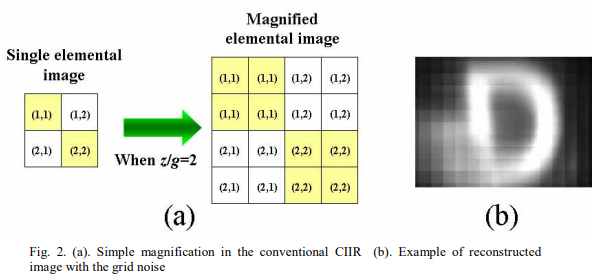 Magnified
elemental image
Single elemental
image
(1,1) (1,2)
(2,1) (2,2)
When z/g=2
(1,1) (1,1) (1,2) (1,2)
(1,1) (1,1) (1,2) (1,2)
(2,1) (2,1) (2,2) (2,2)
(2,1) (2,1) (2,2) (2,2)
D
(a) (b)
Fig. 2. (a). Simple magnification in the conventional CIIR (b). Example of reconstructed
image with the grid noise